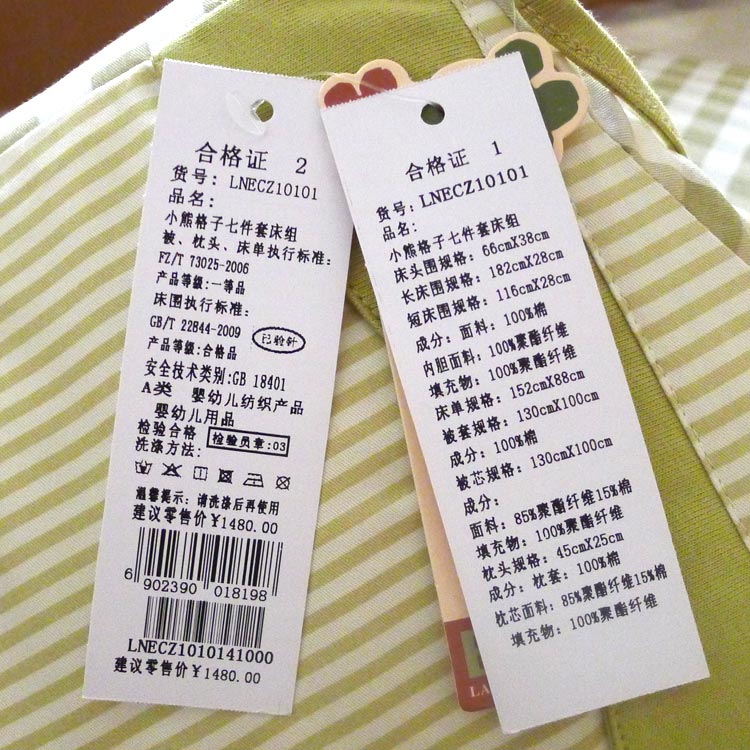 合格证 2
货号: LNECZ10101
品名:
小熊格子七件套床组
被、枕头、床单执行标准:
FZ/T 73025-2006
产品等级:一等品
床围执行标准:
GB/T 22844-2009 已验针
产品等级:合格品
安全技术类别:GB 18401
A类 婴幼儿纺织产品
婴幼儿用品
检验合格 检验员章:03
洗涤方法:
温馨提示: 请洗涤后再使用
建议零售价¥1480.00
6 902390 018198
LNECZ1010141000
建议零售价¥1480.00
合格证 1
货号: LNECZ10101
品名:
小熊格子七件套床组
床头围规格: 66cmX38cm
长床围规格: 182cmX28cm
短床围规格: 116cmX28cm
成分: 面料: 100%棉
内胆面料: 100%聚酯纤维
填充物: 100%聚酯纤维
床单规格: 152cmX88cm
被套规格: 130cmX100cm
成分: 100%棉
被芯规格: 130cmX100cm
成分:
面料: 85%聚酯纤维15%棉
填充物: 100%聚酯纤维
枕头规格: 45cmX25cm
成分: 枕套: 100%棉
枕芯面料: 85%聚酯纤维15%棉
填充物: 100%聚酯纤维